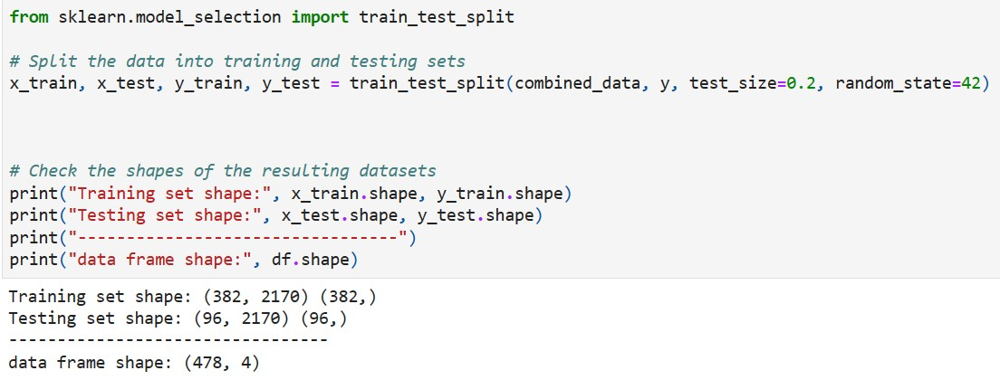 from sklearn.model_selection import train_test_split
# Split the data into training and testing sets
x_train, x_test, y_train, y_test = train_test_split(combined_data, y, test_size=0.2, random_state=42)
# Check the shapes of the resulting datasets
print("Training set shape:", x_train.shape, y_train.shape)
print("Testing set shape:", x_test.shape, y_test.shape)
print("---------------------------------")
print("data frame shape:", df.shape)
Training set shape: (382, 2170) (382,)
Testing set shape: (96, 2170) (96,)
---------------------------------
data frame shape: (478, 4)